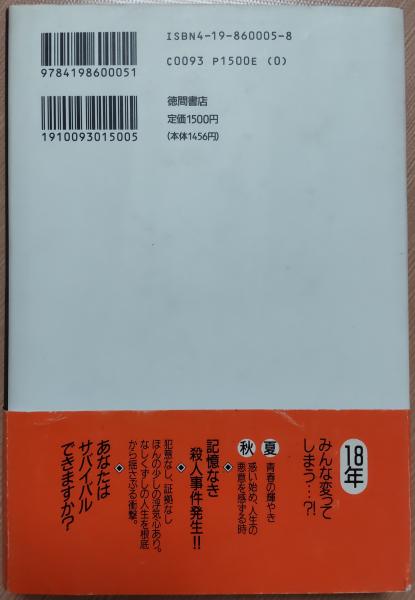 ISBN4-19-860005-8
C0093 P1500E (0)
9784198600051
徳間書店
定価1500円
(本体1456円)
1910093015005
18年
みんな変って
しまう…?!
夏 青春の輝やき
秋 惑い始め、人生の
悪意を感ずる時
記憶なき
殺人事件発生!!
犯意なし、証拠なし
ほんの少しの浮気心あり。
なしくずしの人生を根底
から揺さぶる衝撃。
あなたは
サバイバル
できますか?